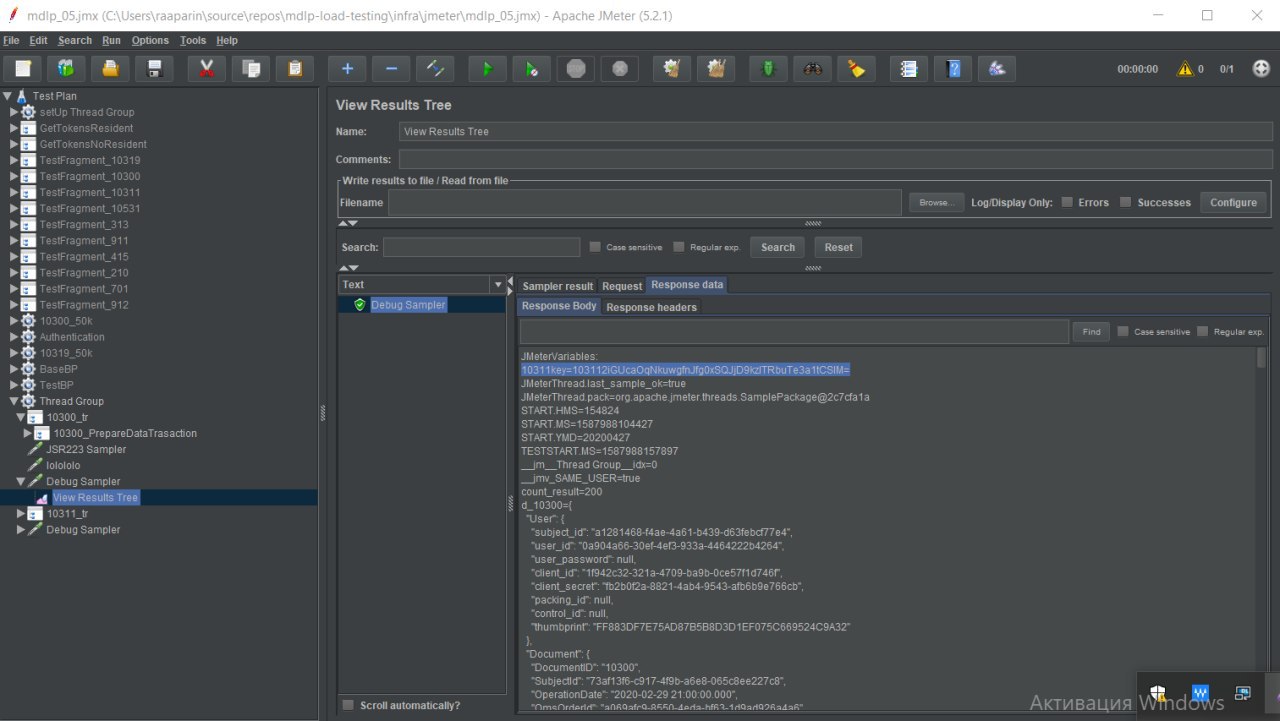 mdlp_05.jmx (C:\Users\raaparin\source\repos\mdlp-load-testing\infra\jmeter\mdlp_05.jmx) - Apache JMeter (5.2.1)
File Edit Search Run Options Tools Help
00:00:00 0 0/1
Test Plan
setUp Thread Group
GetTokensResident
GetTokensNoResident
TestFragment_10319
TestFragment_10300
TestFragment_10311
TestFragment_10531
TestFragment_313
TestFragment_911
TestFragment_415
TestFragment_210
TestFragment_701
TestFragment_912
10300_50k
Authentication
10319_50k
BaseBP
TestBP
Thread Group
10300_tr
10300_PrepareDataTrasaction
JSR223 Sampler
lolololo
Debug Sampler
View Results Tree
10311_tr
Debug Sampler
View Results Tree
Name: View Results Tree
Comments:
Write results to file / Read from file
Filename Browse... Log/Display Only: Errors Successes Configure
Search: Case sensitive Regular exp. Search Reset
Text
Debug Sampler
Scroll automatically?
Sampler result Request Response data
Response Body Response headers
Find Case sensitive Regular exp.
JMeterVariables:
10311key=103112iGUcaOqNkuwgfnJfg0xSQJjD9kzITRbuTe3a1tCSIM=
JMeterThread.last_sample_ok=true
JMeterThread.pack=org.apache.jmeter.threads.SamplePackage@2c7cfa1a
START.HMS=154824
START.MS=1587988104427
START.YMD=20200427
TESTSTART.MS=1587988157897
__jm__Thread Group__idx=0
__jmv_SAME_USER=true
count_result=200
d_10300={
"User": {
"subject_id": "a1281468-f4ae-4a61-b439-d63febcf77e4",
"user_id": "0a904a66-30ef-4ef3-933a-4464222b4264",
"user_password": null,
"client_id": "1f942c32-321a-4709-ba9b-0ce57f1d746f",
"client_secret": "fb2b0f2a-8821-4ab4-9543-afb6b9e766cb",
"packing_id": null,
"control_id": null,
"thumbprint": "FF883DF7E75AD87B5B8D3D1EF075C669524C9A32"
},
"Document": {
"DocumentID": "10300",
"SubjectId": "73af13f6-c917-4f9b-a6e8-065c8ee227c8",
"OperationDate": "2020-02-29 21:00:00.000",
"OmsOrderId": "a069afc9-8550-4eda-bf63-1d9ad926a4a6"
Активация Windows